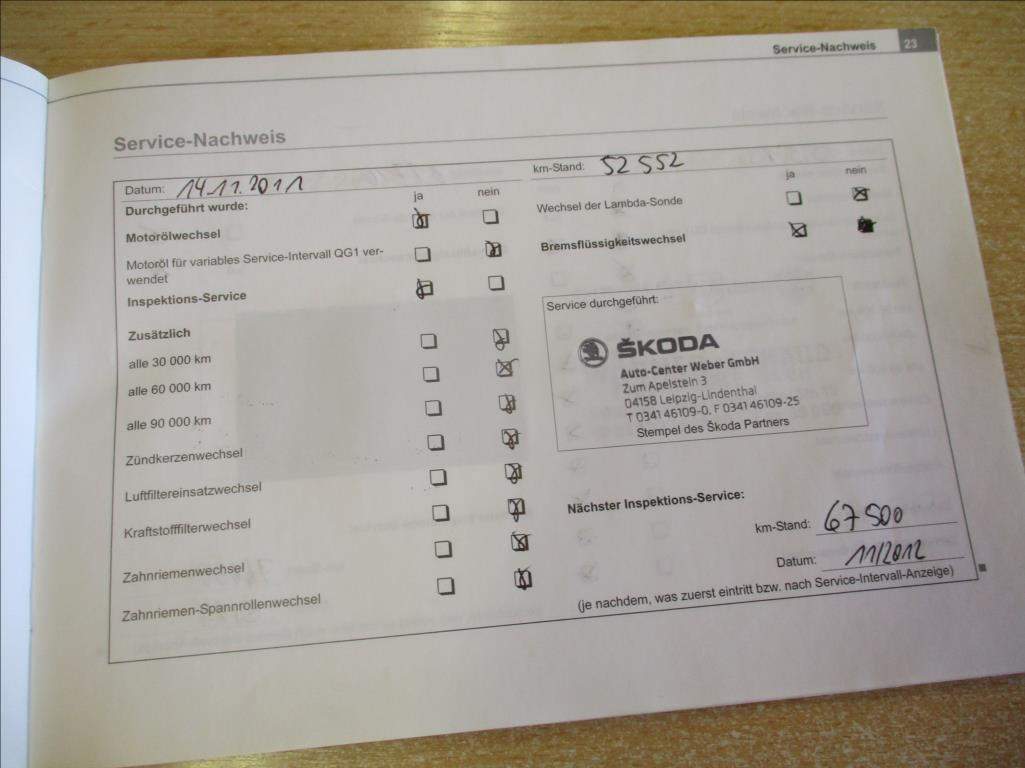 Service-Nachweis 23
Service-Nachweis
Datum: 14.11.2011
km-Stand: 52 552
Durchgeführt wurde:
ja nein
ja nein
Motorölwechsel
Motoröl für variables Service-Intervall QG1 ver-
wendet
Inspektions-Service
Zusätzlich
alle 30 000 km
alle 60 000 km
alle 90 000 km
Zündkerzenwechsel
Luftfiltereinsatzwechsel
Kraftstofffilterwechsel
Zahnriemenwechsel
Zahnriemen-Spannrollenwechsel
Wechsel der Lambda-Sonde
Bremsflüssigkeitswechsel
Service durchgeführt:
ŠKODA
Auto-Center Weber GmbH
Zum Apelstein 3
04158 Leipzig-Lindenthal
T 0341 46109-0, F 0341 46109-25
Stempel des Škoda Partners
Nächster Inspektions-Service:
km-Stand: 67 500
Datum: 11/2012
(je nachdem, was zuerst eintritt bzw. nach Service-Intervall-Anzeige)